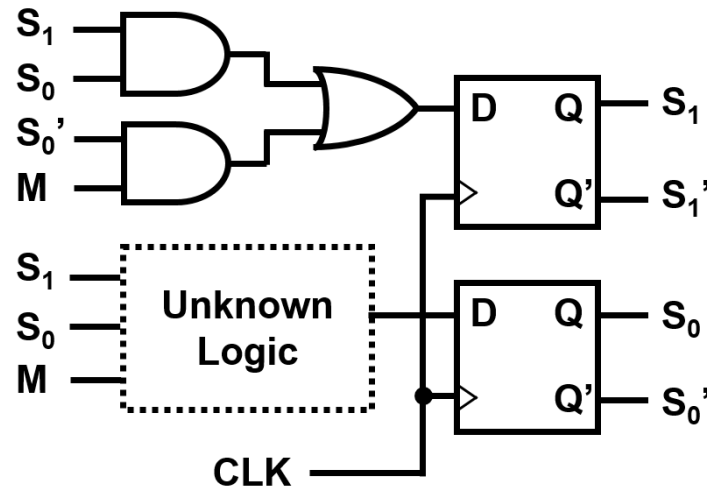 S₁
S₀
S₀’
M
D Q
Q’
S₁
S₁’
S₁
S₀
M
Unknown
Logic
D Q
Q’
S₀
S₀’
CLK